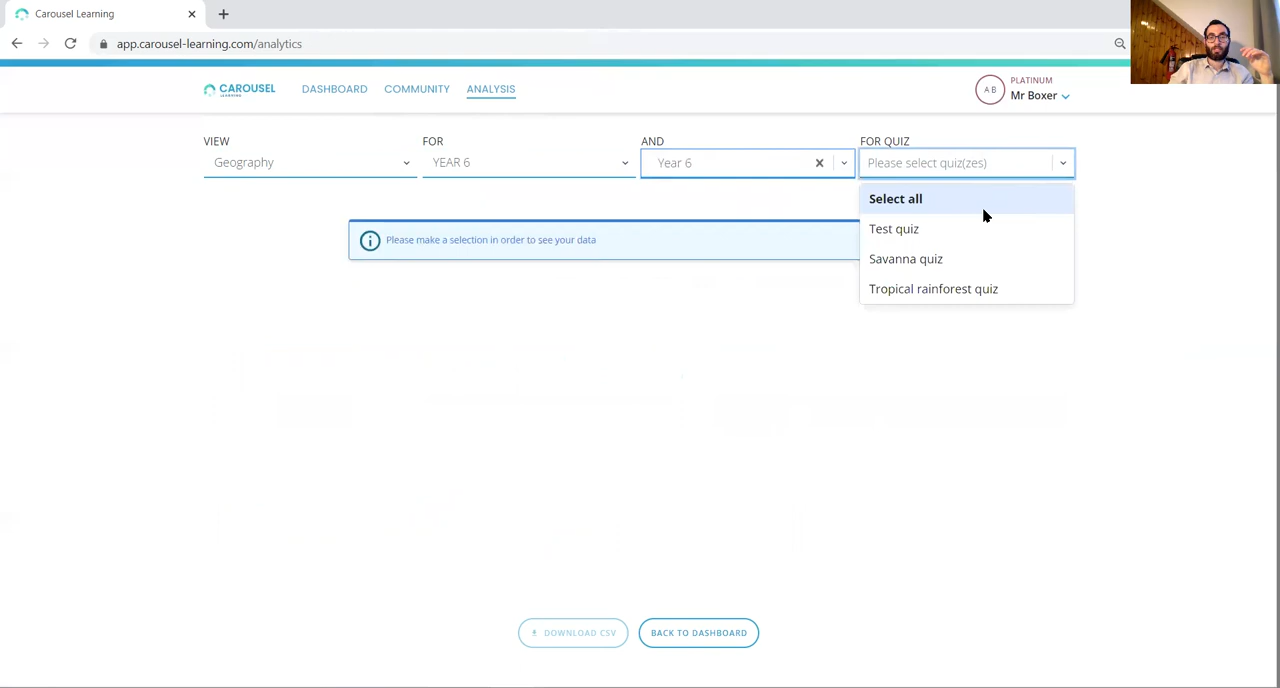 Carousel Learning
app.carousel-learning.com/analytics
CAROUSEL
LEARNING
DASHBOARD
COMMUNITY
ANALYSIS
A B
PLATINUM
Mr Boxer
VIEW
Geography
FOR
YEAR 6
AND
Year 6
FOR QUIZ
Please select quiz(zes)
Select all
Test quiz
Savanna quiz
Tropical rainforest quiz
Please make a selection in order to see your data
DOWNLOAD CSV
BACK TO DASHBOARD